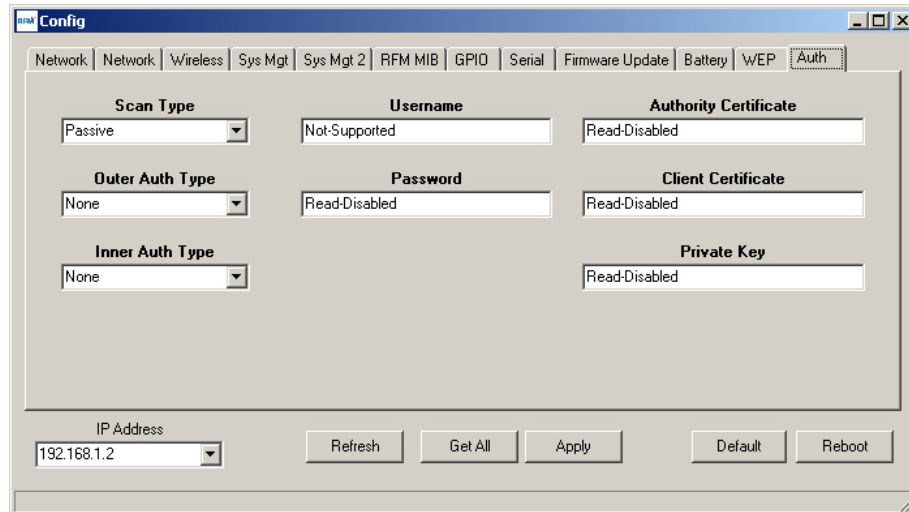 RFM Config
Network Network Wireless Sys Mgt Sys Mgt 2 RFM MIB GPIO Serial Firmware Update Battery WEP Auth
Scan Type Username Authority Certificate
Passive Not-Supported Read-Disabled
Outer Auth Type Password Client Certificate
None Read-Disabled Read-Disabled
Inner Auth Type Private Key
None Read-Disabled
IP Address
192.168.1.2 Refresh Get All Apply Default Reboot